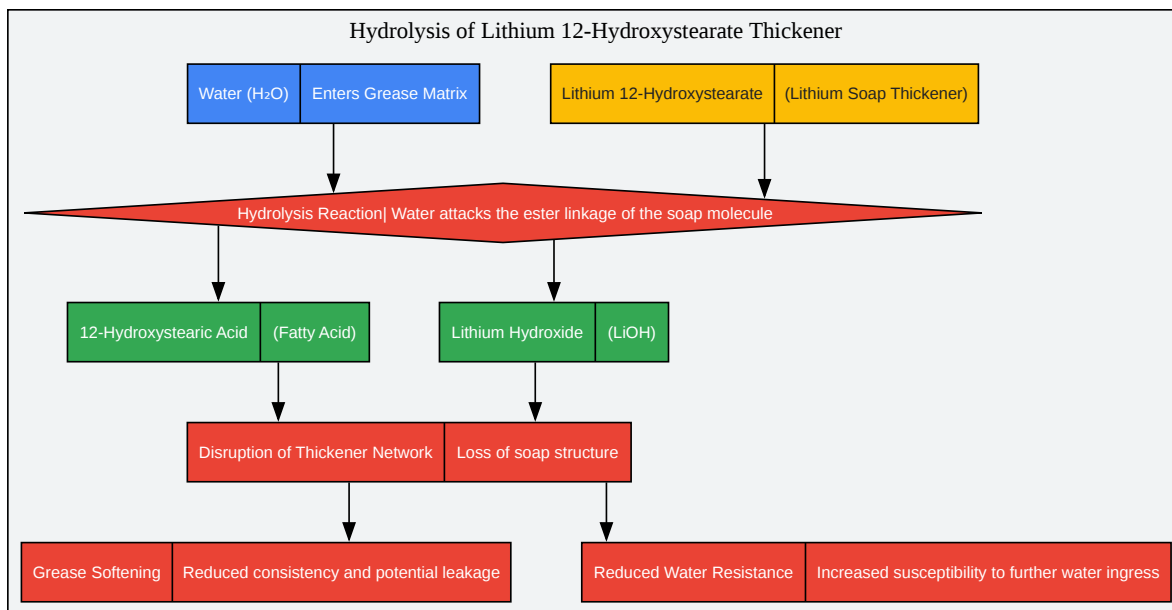 Hydrolysis of Lithium 12-Hydroxystearate Thickener
Water (H₂O)
Enters Grease Matrix
Lithium 12-Hydroxystearate
(Lithium Soap Thickener)
Hydrolysis Reaction| Water attacks the ester linkage of the soap molecule
12-Hydroxystearic Acid
(Fatty Acid)
Lithium Hydroxide
(LiOH)
Disruption of Thickener Network
Loss of soap structure
Grease Softening
Reduced consistency and potential leakage
Reduced Water Resistance
Increased susceptibility to further water ingress